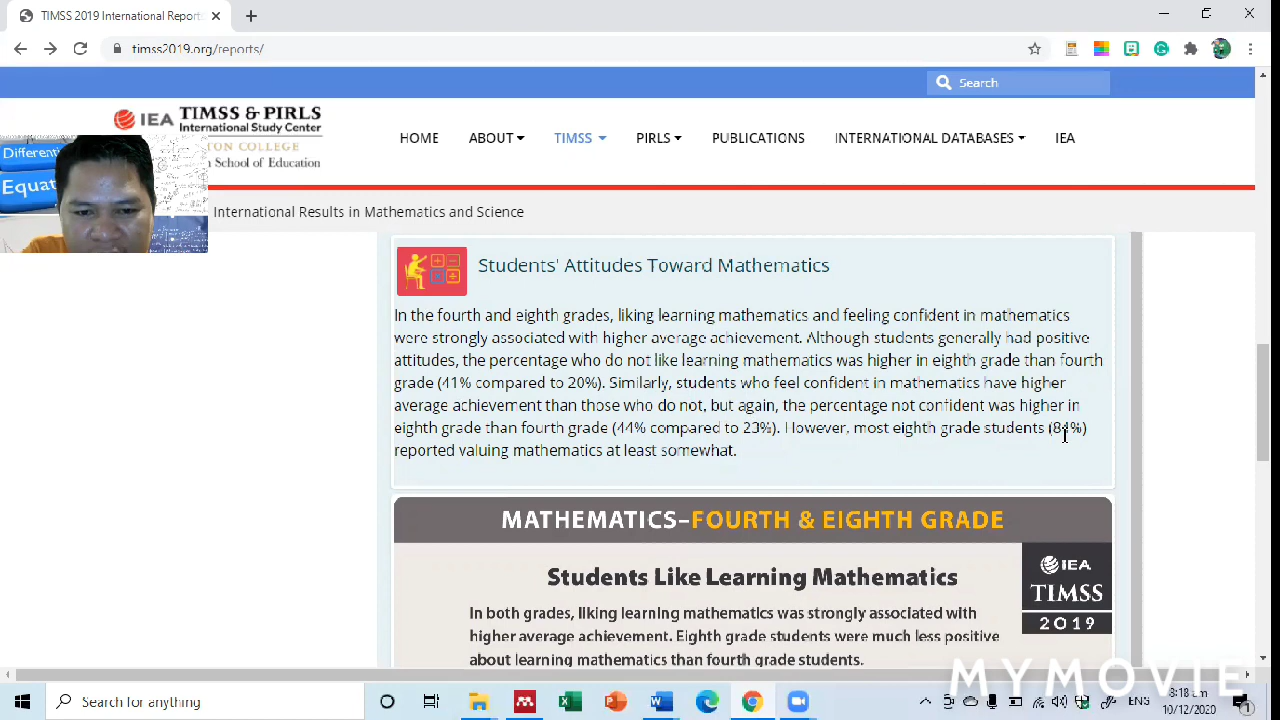 TIMSS 2019 International Report
timss2019.org/reports/
Search
IEA TIMSS & PIRLS
International Study Center
TON COLLEGE
School of Education
HOME ABOUT TIMSS PIRLS PUBLICATIONS INTERNATIONAL DATABASES IEA
Equat
International Results in Mathematics and Science
Students' Attitudes Toward Mathematics
In the fourth and eighth grades, liking learning mathematics and feeling confident in mathematics
were strongly associated with higher average achievement. Although students generally had positive
attitudes, the percentage who do not like learning mathematics was higher in eighth grade than fourth
grade (41% compared to 20%). Similarly, students who feel confident in mathematics have higher
average achievement than those who do not, but again, the percentage not confident was higher in
eighth grade than fourth grade (44% compared to 23%). However, most eighth grade students (84%)
reported valuing mathematics at least somewhat.
MATHEMATICS–FOURTH & EIGHTH GRADE
Students Like Learning Mathematics
IEA
TIMSS
2019
In both grades, liking learning mathematics was strongly associated with
higher average achievement. Eighth grade students were much less positive
about learning mathematics than fourth grade students.
MYMOVIE
Search for anything
ENG
10/12/2020